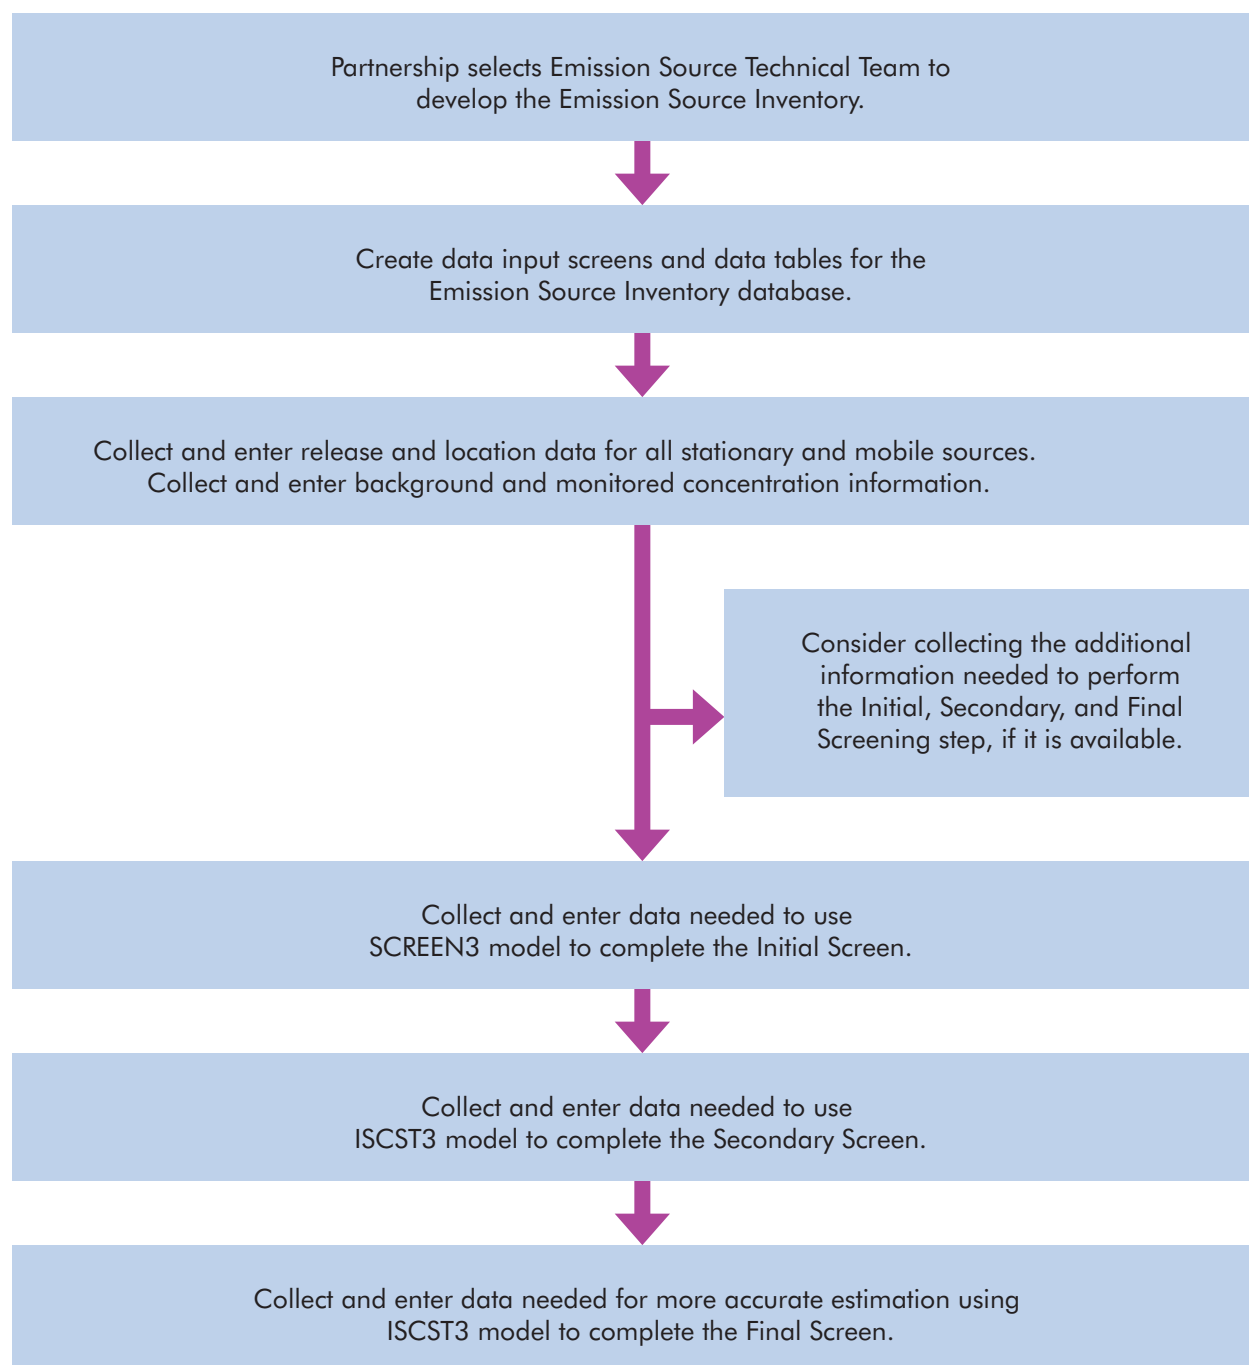 Partnership selects Emission Source Technical Team to
develop the Emission Source Inventory.
Create data input screens and data tables for the
Emission Source Inventory database.
Collect and enter release and location data for all stationary and mobile sources.
Collect and enter background and monitored concentration information.
Consider collecting the additional
information needed to perform
the Initial, Secondary, and Final
Screening step, if it is available.
Collect and enter data needed to use
SCREEN3 model to complete the Initial Screen.
Collect and enter data needed to use
ISCST3 model to complete the Secondary Screen.
Collect and enter data needed for more accurate estimation using
ISCST3 model to complete the Final Screen.